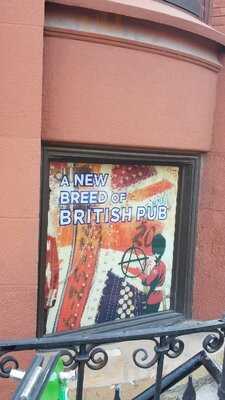 A NEW
BREED OF
BRITISH PUB